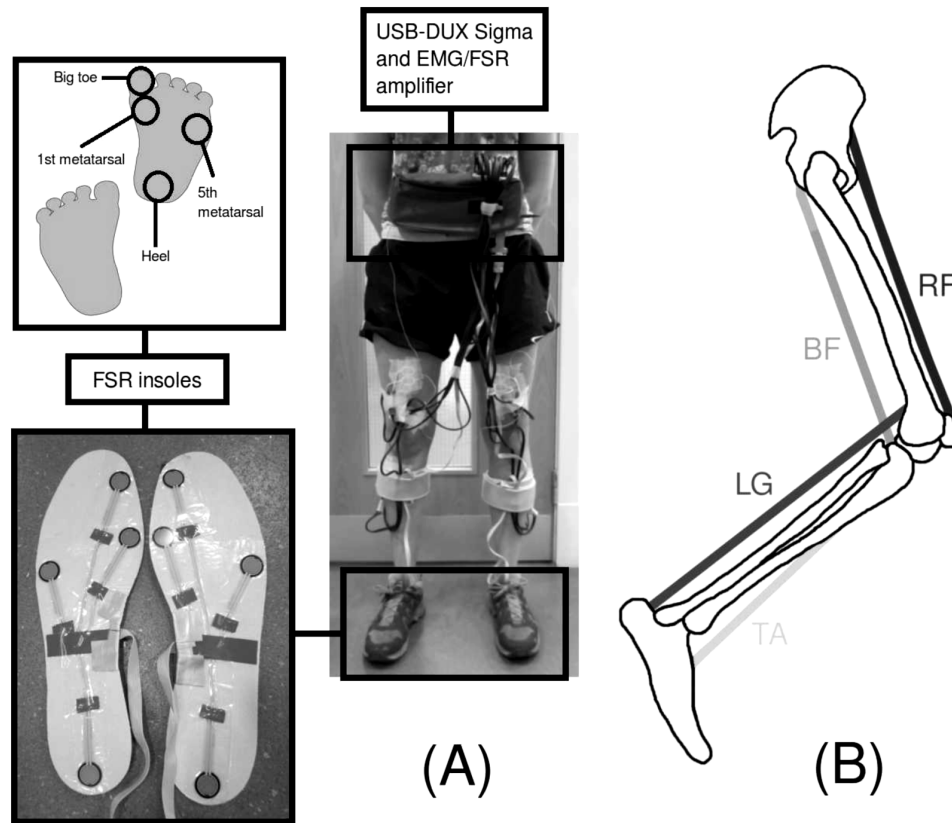 USB-DUX Sigma
and EMG/FSR
amplifier
Big toe
1st metatarsal
5th
metatarsal
Heel
FSR insoles
RF
BF
LG
TA
(A)
(B)